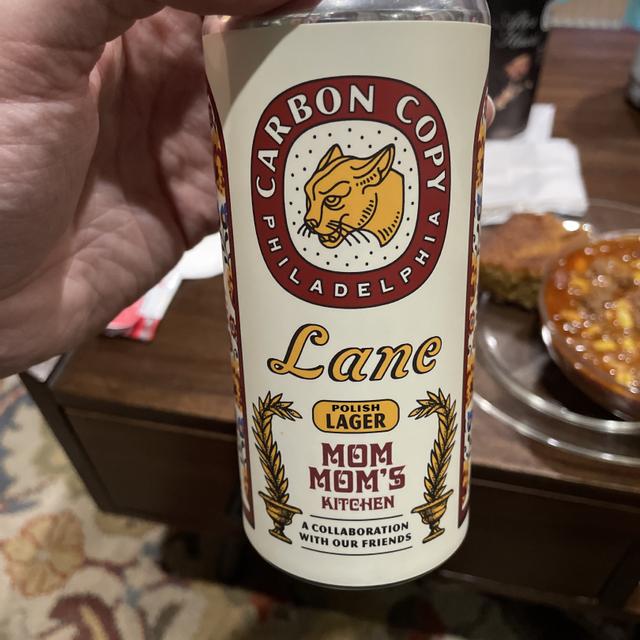 CARBON COPY
PHILADELPHIA
Lane
POLISH
LAGER
MOM
MOM'S
KITCHEN
A COLLABORATION
WITH OUR FRIENDS